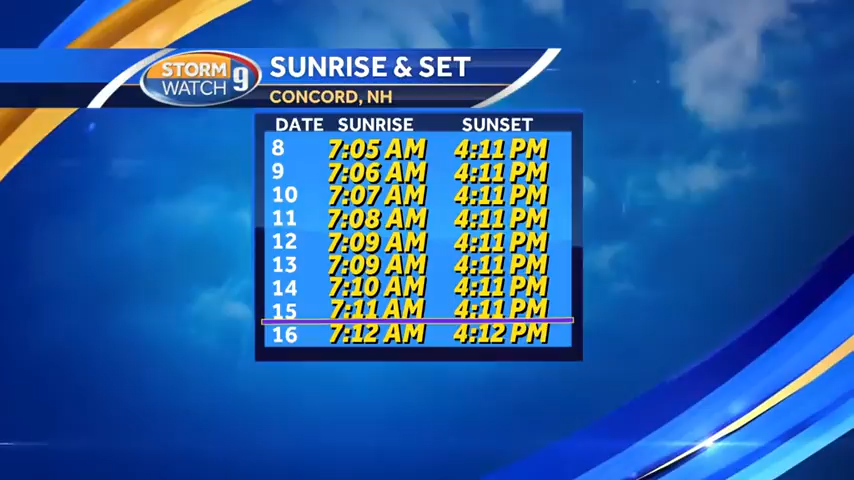 STORM
WATCH 9
SUNRISE & SET
CONCORD, NH
DATE SUNRISE SUNSET
8 7:05 AM 4:11 PM
9 7:06 AM 4:11 PM
10 7:07 AM 4:11 PM
11 7:08 AM 4:11 PM
12 7:09 AM 4:11 PM
13 7:09 AM 4:11 PM
14 7:10 AM 4:11 PM
15 7:11 AM 4:11 PM
16 7:12 AM 4:12 PM